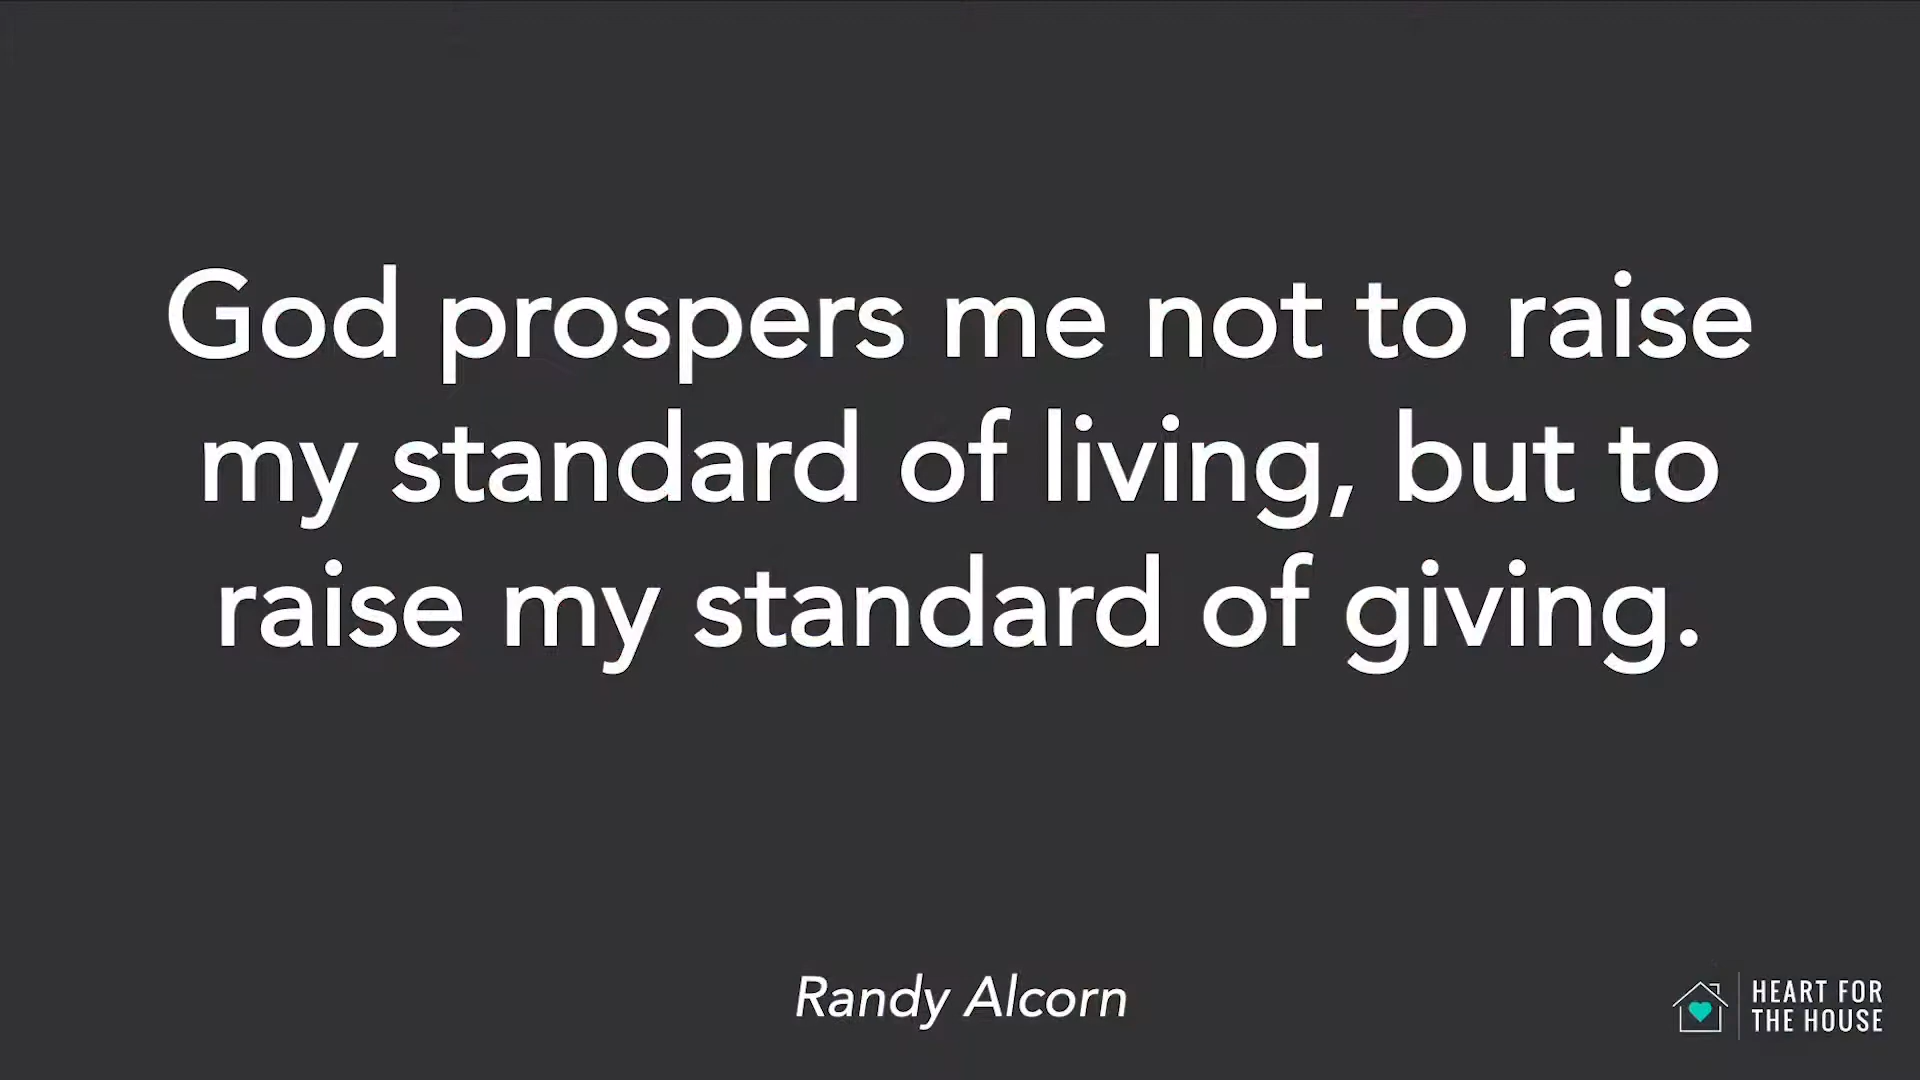 God prospers me not to raise
my standard of living, but to
raise my standard of giving.
Randy Alcorn
HEART FOR
THE HOUSE